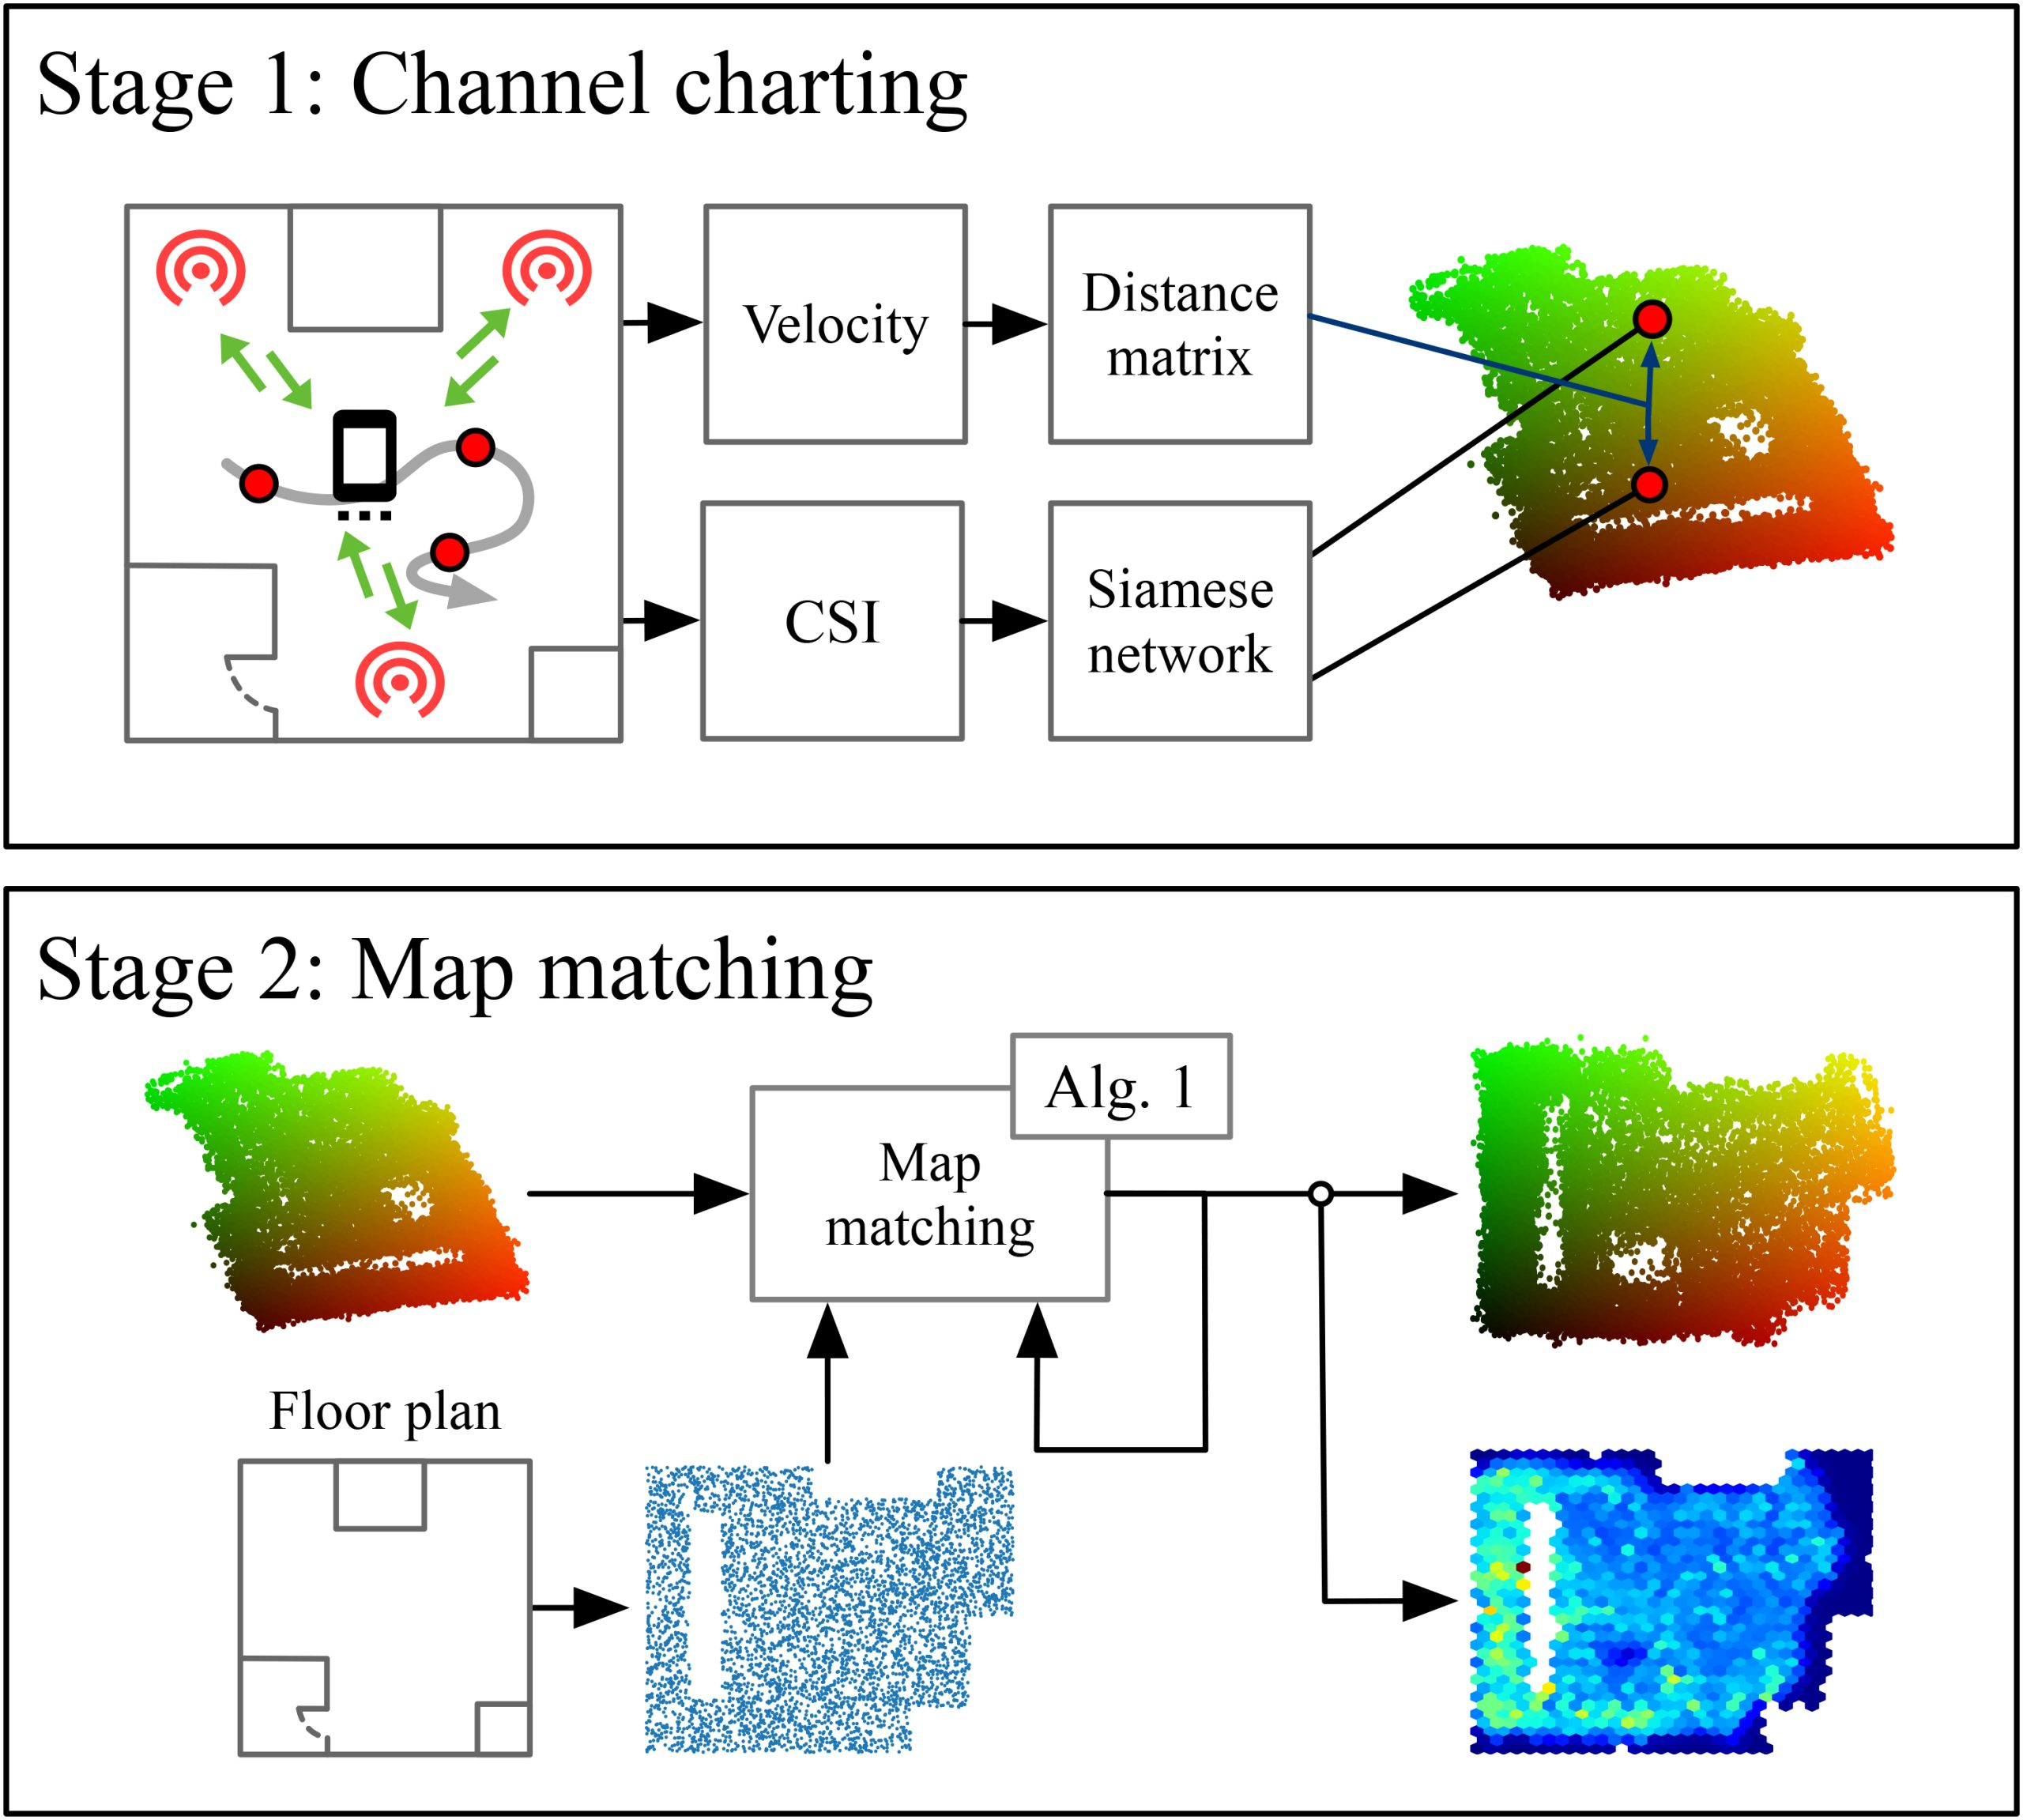 Stage 1: Channel charting
Velocity
Distance
matrix
CSI
Siamese
network
Stage 2: Map matching
Alg. 1
Map
matching
Floor plan